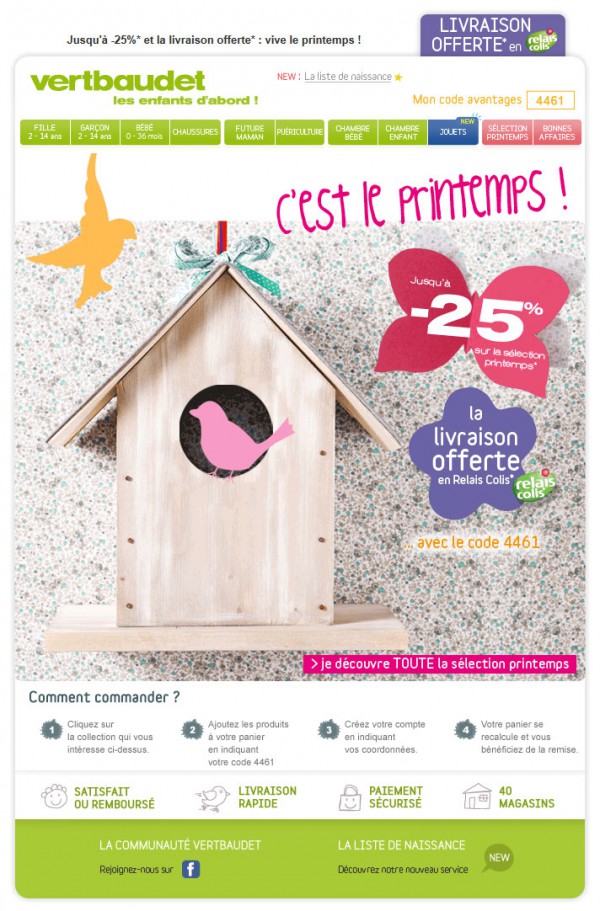 Jusqu'à -25%* et la livraison offerte* : vive le printemps !
LIVRAISON
OFFERTE* en relais colis
vertbaudet
les enfants d'abord !
NEW : La liste de naissance
Mon code avantages 4461
FILLE
2 - 14 ans
GARÇON
2 - 14 ans
BÉBÉ
0 - 36 mois
CHAUSSURES
FUTURE
MAMAN
PUÉRICULTURE
CHAMBRE
BÉBÉ
CHAMBRE
ENFANT
NEW
JOUETS
SÉLECTION
PRINTEMPS
BONNES
AFFAIRES
c'est le printemps !
Jusqu'à
-25%
sur la sélection
printemps*
la
livraison
offerte
en Relais Colis*
relais
colis
... avec le code 4461
> je découvre TOUTE la sélection printemps
Comment commander ?
1
Cliquez sur
la collection qui vous
intéresse ci-dessus.
2
Ajoutez les produits
à votre panier
en indiquant
votre code 4461
3
Créez votre compte
en indiquant
vos coordonnées.
4
Votre panier se
recalcule et vous
bénéficiez de la remise.
SATISFAIT
OU REMBOURSÉ
LIVRAISON
RAPIDE
PAIEMENT
SÉCURISÉ
40
MAGASINS
LA COMMUNAUTÉ VERTBAUDET
Rejoignez-nous sur f
LA LISTE DE NAISSANCE
Découvrez notre nouveau service
NEW